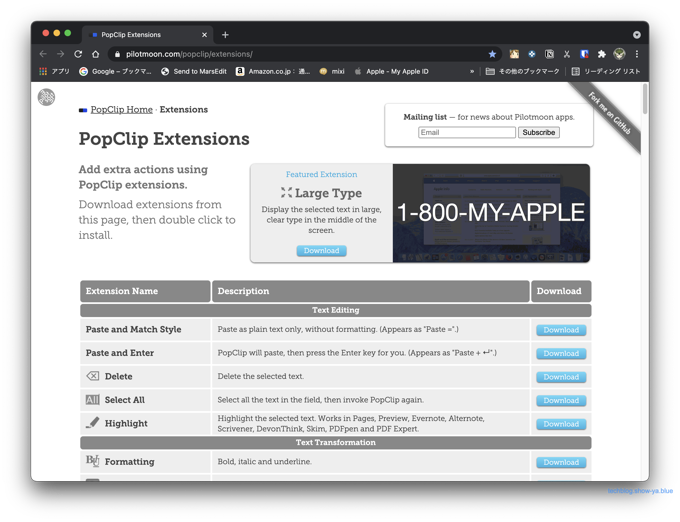 PopClip Extensions
pilotmoon.com/popclip/extensions/
アプリ
Google – ブックマ...
Send to MarsEdit
Amazon.co.jp： 通...
mixi
Apple - My Apple ID
»
その他のブックマーク
リーディング リスト
Fork me on GitHub
PopClip Home · Extensions
Mailing list — for news about Pilotmoon apps.
Email
Subscribe
PopClip Extensions
Add extra actions using
PopClip extensions.
Download extensions from
this page, then double click to
install.
Featured Extension
Large Type
Display the selected text in large,
clear type in the middle of the
screen.
Download
1-800-MY-APPLE
Extension Name Description Download
Text Editing
Paste and Match Style Paste as plain text only, without formatting. (Appears as "Paste =".) Download
Paste and Enter PopClip will paste, then press the Enter key for you. (Appears as "Paste + ↵".) Download
Delete Delete the selected text. Download
All Select All Select all the text in the field, then invoke PopClip again. Download
Highlight Highlight the selected text. Works in Pages, Preview, Evernote, Alternote,
Scrivener, DevonThink, Skim, PDFpen and PDF Expert. Download
Text Transformation
Formatting Bold, italic and underline. Download